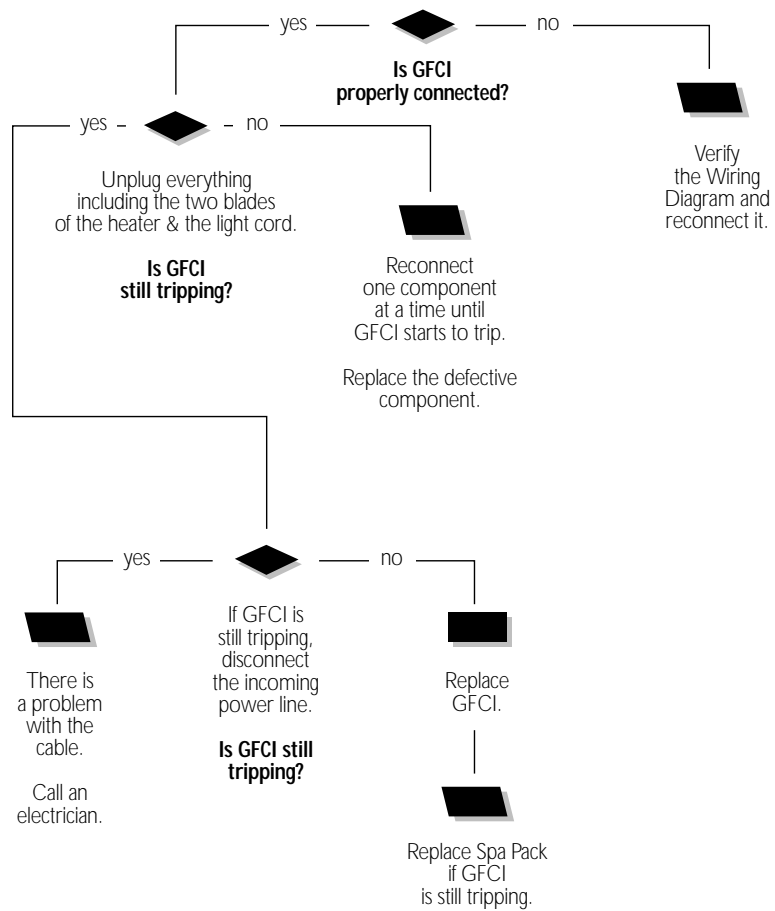 yes
no
Is GFCI
properly connected?
yes
no
Unplug everything
including the two blades
of the heater & the light cord.
Is GFCI
still tripping?
Verify
the Wiring
Diagram and
reconnect it.
Reconnect
one component
at a time until
GFCI starts to trip.
Replace the defective
component.
yes
no
There is
a problem
with the
cable.
Call an
electrician.
If GFCI is
still tripping,
disconnect
the incoming
power line.
Is GFCI still
tripping?
Replace
GFCI.
Replace Spa Pack
if GFCI
is still tripping.